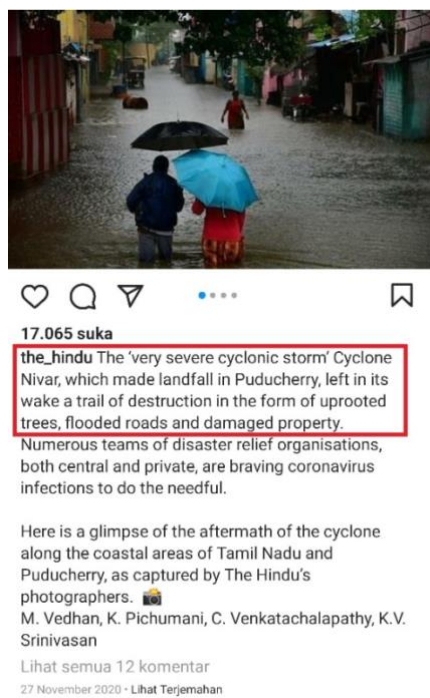 17.065 suka
the_hindu The 'very severe cyclonic storm' Cyclone
Nivar, which made landfall in Puducherry, left in its
wake a trail of destruction in the form of uprooted
trees, flooded roads and damaged property.
Numerous teams of disaster relief organisations,
both central and private, are braving coronavirus
infections to do the needful.
Here is a glimpse of the aftermath of the cyclone
along the coastal areas of Tamil Nadu and
Puducherry, as captured by The Hindu's
photographers. 📸
M. Vedhan, K. Pichumani, C. Venkatachalapathy, K.V.
Srinivasan
Lihat semua 12 komentar
27 November 2020 • Lihat Terjemahan